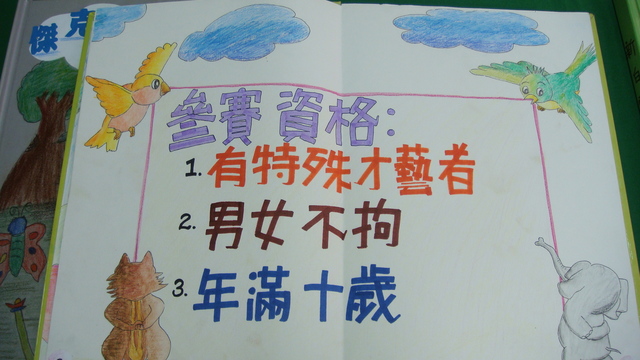 傑克
參賽資格:
1. 有特殊才藝者
2. 男女不拘
3. 年滿十歲